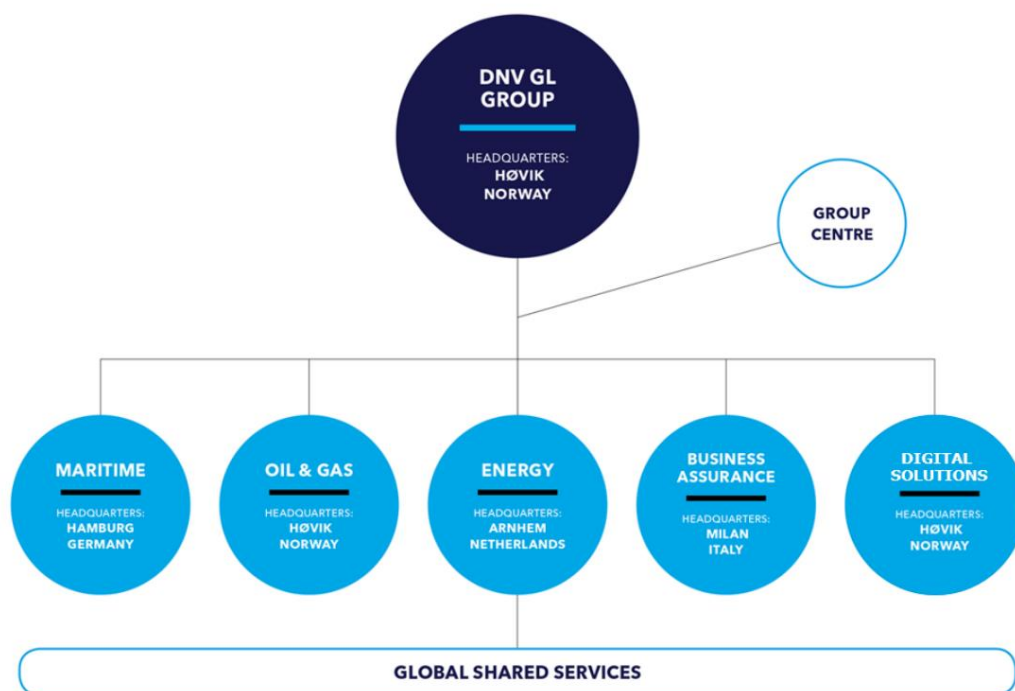 DNV GL
GROUP
HEADQUARTERS:
HØVIK
NORWAY
GROUP
CENTRE
MARITIME
HEADQUARTERS:
HAMBURG
GERMANY
OIL & GAS
HEADQUARTERS:
HØVIK
NORWAY
ENERGY
HEADQUARTERS:
ARNHEM
NETHERLANDS
BUSINESS
ASSURANCE
HEADQUARTERS:
MILAN
ITALY
DIGITAL
SOLUTIONS
HEADQUARTERS:
HØVIK
NORWAY
GLOBAL SHARED SERVICES